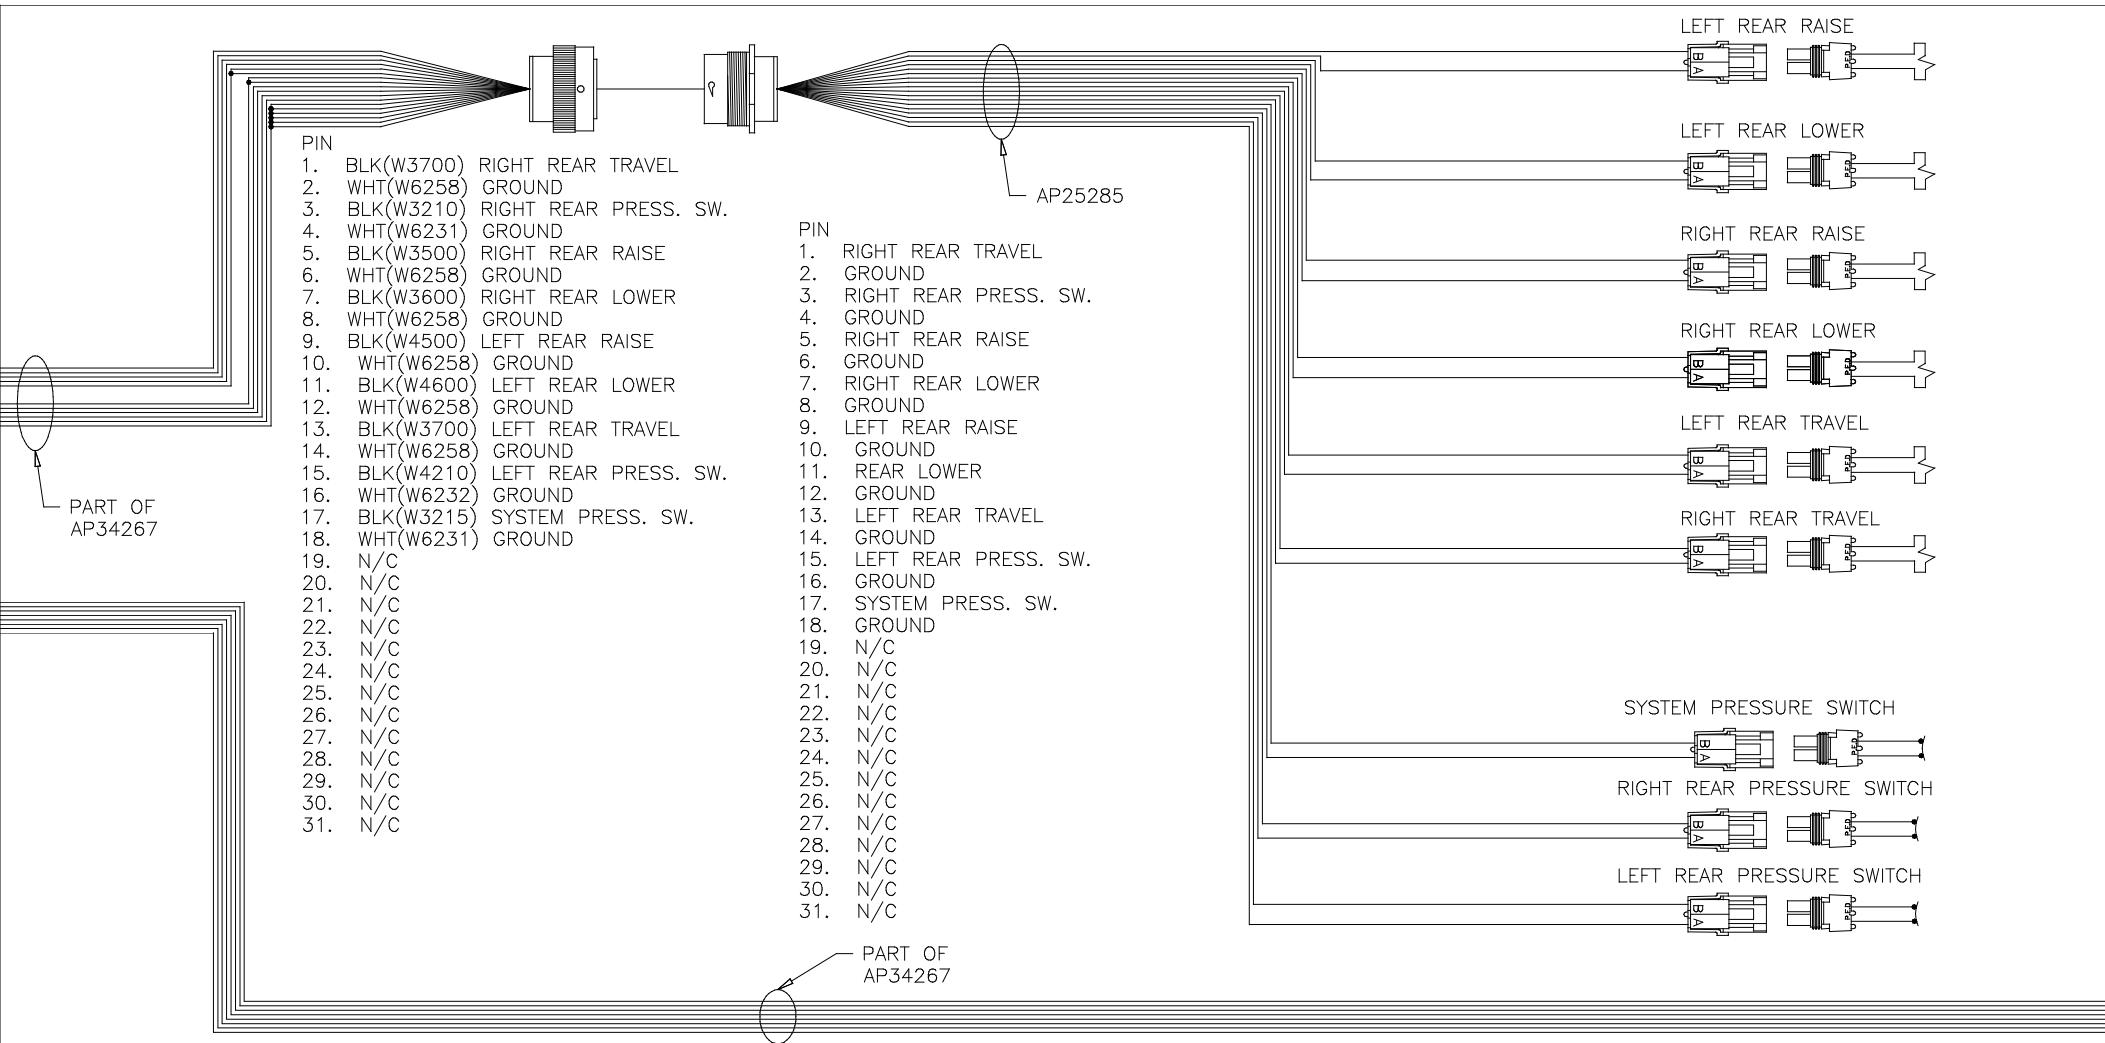 PIN
1. BLK(W3700) RIGHT REAR TRAVEL
2. WHT(W6258) GROUND
3. BLK(W3210) RIGHT REAR PRESS. SW.
4. WHT(W6231) GROUND
5. BLK(W3500) RIGHT REAR RAISE
6. WHT(W6258) GROUND
7. BLK(W3600) RIGHT REAR LOWER
8. WHT(W6258) GROUND
9. BLK(W4500) LEFT REAR RAISE
10. WHT(W6258) GROUND
11. BLK(W4600) LEFT REAR LOWER
12. WHT(W6258) GROUND
13. BLK(W3700) LEFT REAR TRAVEL
14. WHT(W6258) GROUND
15. BLK(W4210) LEFT REAR PRESS. SW.
16. WHT(W6232) GROUND
17. BLK(W3215) SYSTEM PRESS. SW.
18. WHT(W6231) GROUND
19. N/C
20. N/C
21. N/C
22. N/C
23. N/C
24. N/C
25. N/C
26. N/C
27. N/C
28. N/C
29. N/C
30. N/C
31. N/C
PART OF
AP34267
AP25285
PIN
1. RIGHT REAR TRAVEL
2. GROUND
3. RIGHT REAR PRESS. SW.
4. GROUND
5. RIGHT REAR RAISE
6. GROUND
7. RIGHT REAR LOWER
8. GROUND
9. LEFT REAR RAISE
10. GROUND
11. REAR LOWER
12. GROUND
13. LEFT REAR TRAVEL
14. GROUND
15. LEFT REAR PRESS. SW.
16. GROUND
17. SYSTEM PRESS. SW.
18. GROUND
19. N/C
20. N/C
21. N/C
22. N/C
23. N/C
24. N/C
25. N/C
26. N/C
27. N/C
28. N/C
29. N/C
30. N/C
31. N/C
PART OF
AP34267
LEFT REAR RAISE
B
A
LEFT REAR LOWER
B
A
RIGHT REAR RAISE
B
A
RIGHT REAR LOWER
B
A
LEFT REAR TRAVEL
B
A
RIGHT REAR TRAVEL
B
A
SYSTEM PRESSURE SWITCH
B
A
RIGHT REAR PRESSURE SWITCH
B
A
LEFT REAR PRESSURE SWITCH
B
A